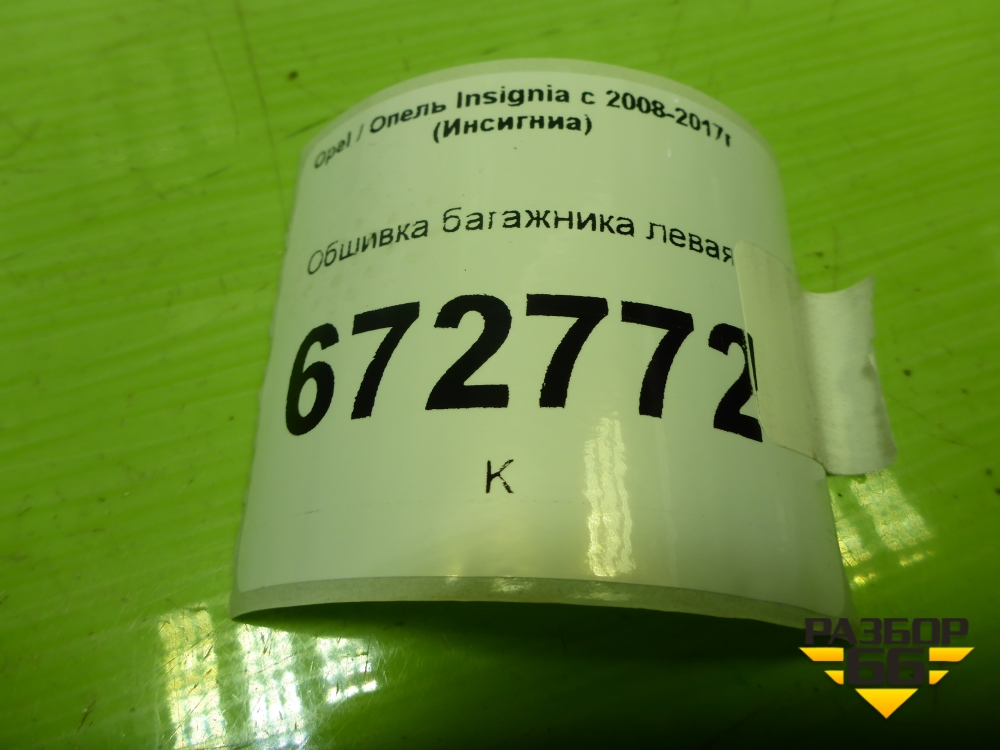 Opel / Опель Insignia с 2008-2017г
(Инсигниа)
Обшивка багажника левая
672772
К
РАЗБОР
66